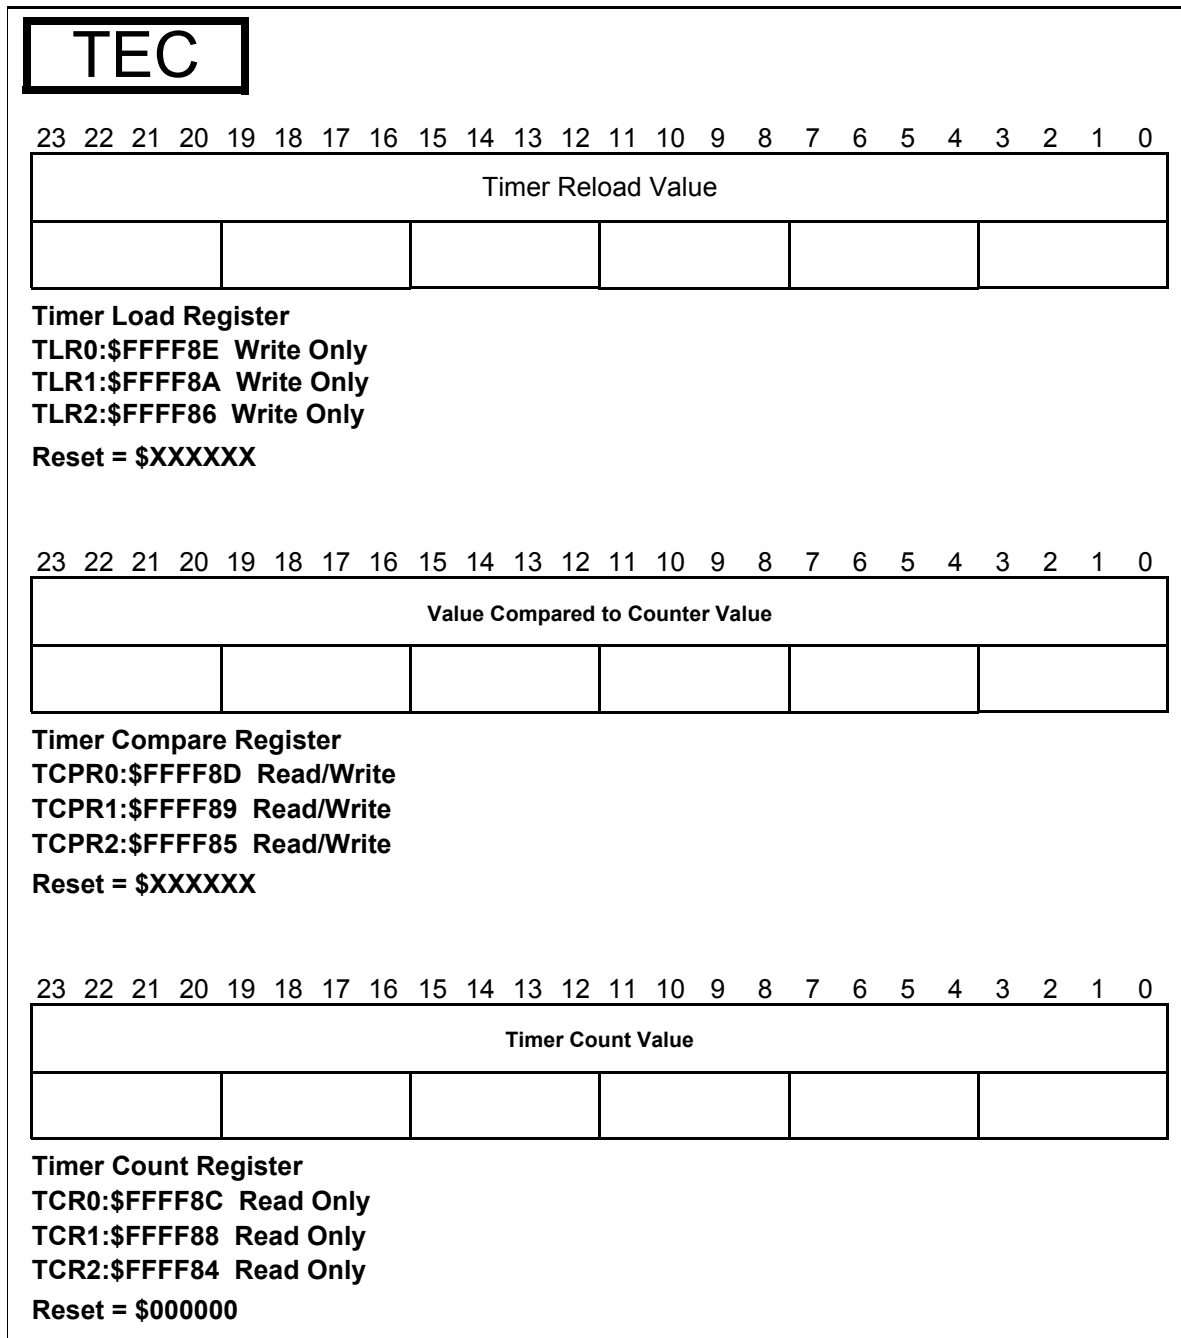 TEC
23 22 21 20 19 18 17 16 15 14 13 12 11 10 9 8 7 6 5 4 3 2 1 0
Timer Reload Value
Timer Load Register
TLR0:$FFFF8E Write Only
TLR1:$FFFF8A Write Only
TLR2:$FFFF86 Write Only
Reset = $XXXXXX
23 22 21 20 19 18 17 16 15 14 13 12 11 10 9 8 7 6 5 4 3 2 1 0
Value Compared to Counter Value
Timer Compare Register
TCPR0:$FFFF8D Read/Write
TCPR1:$FFFF89 Read/Write
TCPR2:$FFFF85 Read/Write
Reset = $XXXXXX
23 22 21 20 19 18 17 16 15 14 13 12 11 10 9 8 7 6 5 4 3 2 1 0
Timer Count Value
Timer Count Register
TCR0:$FFFF8C Read Only
TCR1:$FFFF88 Read Only
TCR2:$FFFF84 Read Only
Reset = $000000